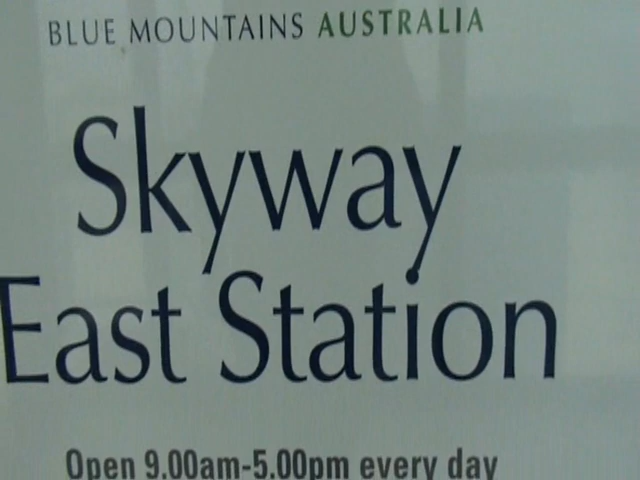 BLUE MOUNTAINS AUSTRALIA
Skyway
East Station
Open 9.00am-5.00pm every day